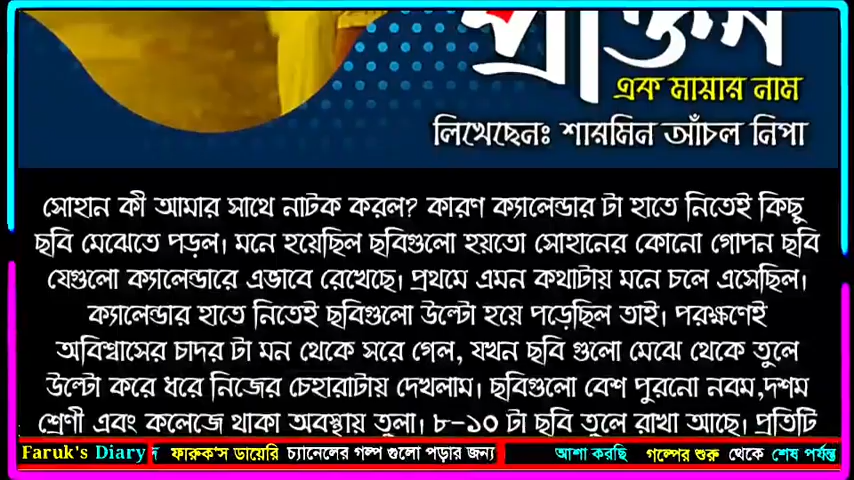 প্রাক্তন
এক মায়ার নাম
লিখেছেনঃ শারমিন আঁচল নিপা
সোহান কী আমার সাথে নাটক করল? কারণ ক্যালেন্ডার টা হাতে নিতেই কিছু
ছবি মেঝেতে পড়ল। মনে হয়েছিল ছবিগুলো হয়তো সোহানের কোনো গোপন ছবি
যেগুলো ক্যালেন্ডারে এভাবে রেখেছে। প্রথমে এমন কথাটায় মনে চলে এসেছিল।
ক্যালেন্ডার হাতে নিতেই ছবিগুলো উল্টো হয়ে পড়েছিল তাই। পরক্ষণেই
অবিশ্বাসের চাদর টা মন থেকে সরে গেল, যখন ছবি গুলো মেঝে থেকে তুলে
উল্টো করে ধরে নিজের চেহারাটায় দেখলাম। ছবিগুলো বেশ পুরনো নবম,দশম
শ্রেণী এবং কলেজে থাকা অবস্থায় তুলা। ৮-১০ টা ছবি তুলে রাখা আছে। প্রতিটি
Faruk's Diary ফারুক'স ডায়েরি চ্যানেলের গল্প গুলো পড়ার জন্য আশা করছি গল্পের শুরু থেকে শেষ পর্যন্ত